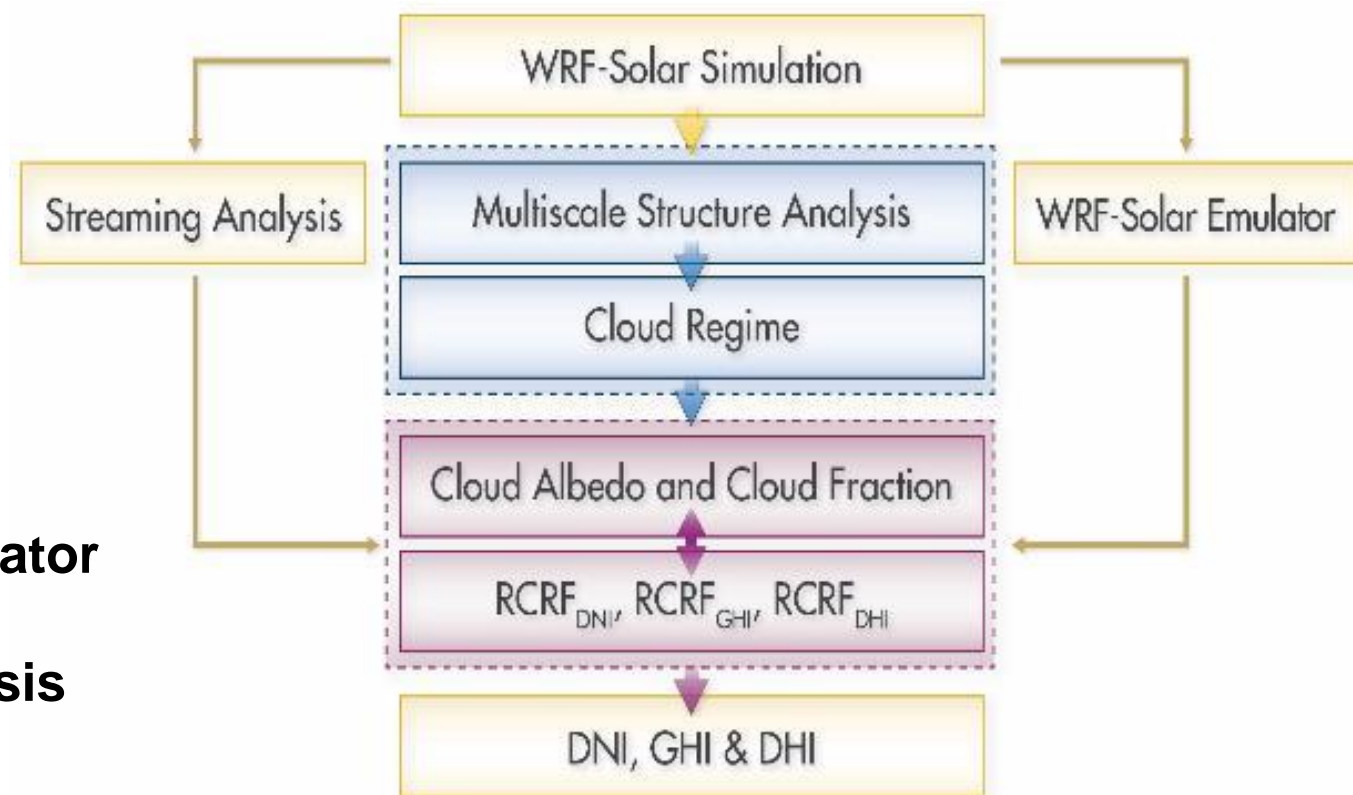 WRF-Solar Simulation
Streaming Analysis
Multiscale Structure Analysis
WRF-Solar Emulator
Cloud Regime
Cloud Albedo and Cloud Fraction
ator
RCRF_DNI, RCRF_GHI, RCRF_DHI
sis
DNI, GHI & DHI